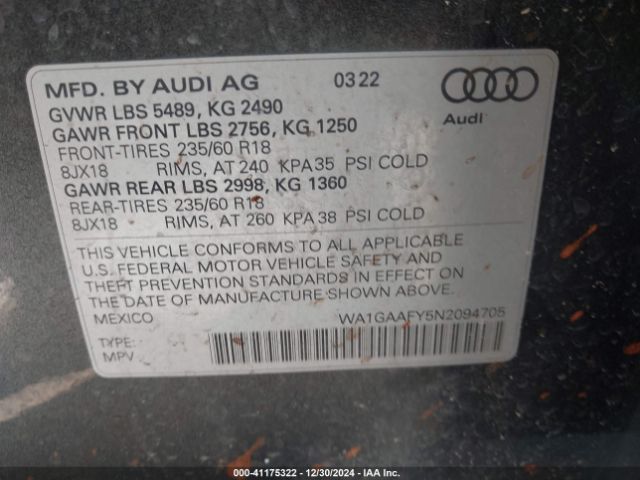 MFD. BY AUDI AG 03 22
GVWR LBS 5489, KG 2490
GAWR FRONT LBS 2756, KG 1250
FRONT-TIRES 235/60 R18
8JX18 RIMS, AT 240 KPA 35 PSI COLD
GAWR REAR LBS 2998, KG 1360
REAR-TIRES 235/60 R18
8JX18 RIMS, AT 260 KPA 38 PSI COLD
Audi
THIS VEHICLE CONFORMS TO ALL APPLICABLE
U.S. FEDERAL MOTOR VEHICLE SAFETY AND
THEFT PREVENTION STANDARDS IN EFFECT ON
THE DATE OF MANUFACTURE SHOWN ABOVE.
MEXICO WA1GAAFY5N2094705
TYPE:
MPV
000-41175322 - 12/30/2024 - IAA Inc.